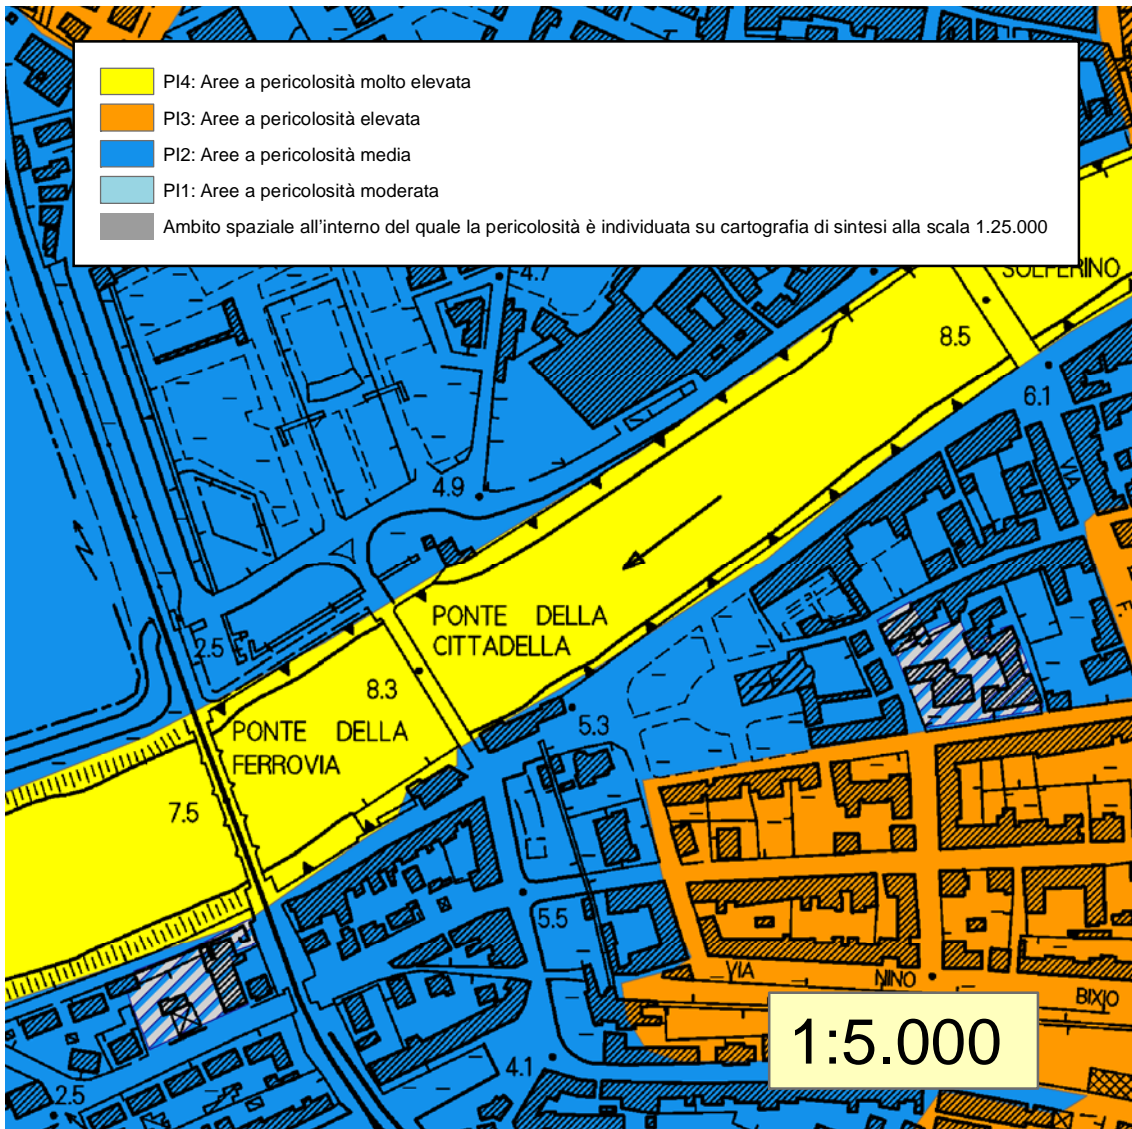 PI4: Aree a pericolosità molto elevata
PI3: Aree a pericolosità elevata
PI2: Aree a pericolosità media
PI1: Aree a pericolosità moderata
Ambito spaziale all'interno del quale la pericolosità è individuata su cartografia di sintesi alla scala 1.25.000
4.7
SOLFERINO
8.5
6.1
VIA
4.9
N
F
PONTE DELLA
CITTADELLA
2.5
8.3
PONTE DELLA
FERROVIA
5.3
7.5
5.5
VIA NINO BIXIO
1:5.000
4.1
2.5